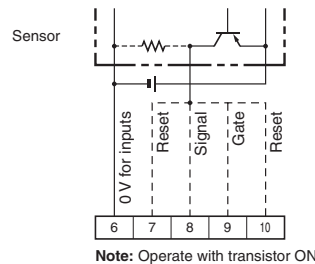 Sensor
0 V for inputs
Reset
Signal
Gate
Reset
6 7 8 9 10
Note: Operate with transistor ON